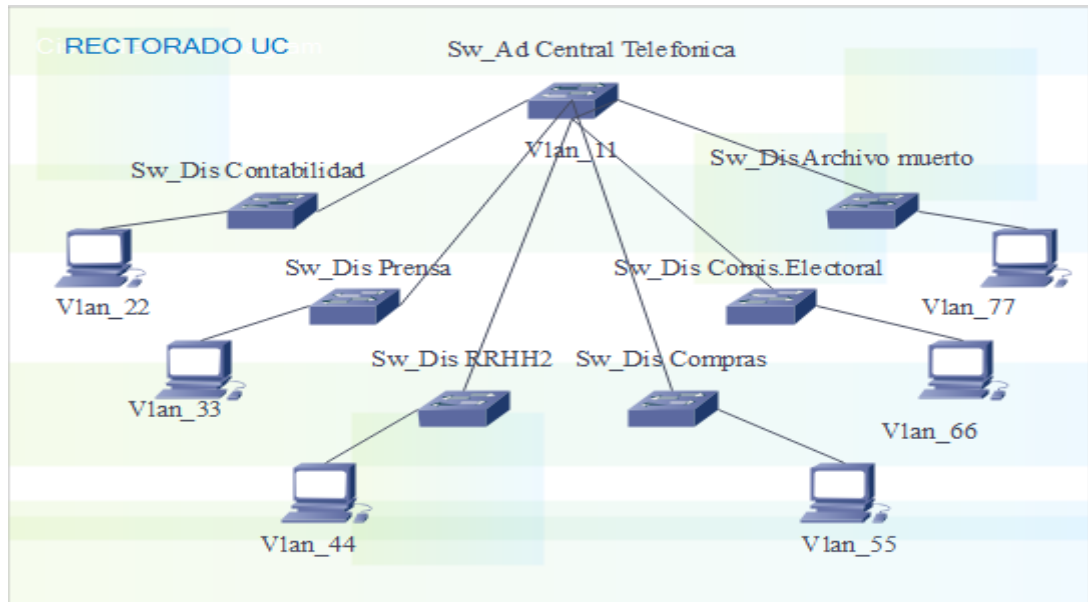 RECTORADO UC
Sw_Ad Central Telefonica
Vlan_11
Sw_Dis Contabilidad
Sw_DisArchivo muerto
Vlan_22
Sw_Dis Prensa
Sw_Dis Comis.Electoral
Vlan_77
Sw_Dis RRHH2
Sw_Dis Compras
Vlan_33
Vlan_66
Vlan_44
Vlan_55